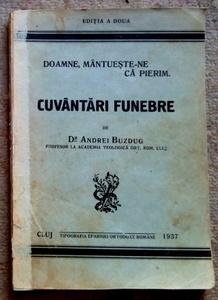 EDIȚIA A DOUA
DOAMNE, MÂNTUEȘTE-NE
CĂ PIERIM.
CUVÂNTĂRI FUNEBRE
DE
Dr ANDREI BUZDUG
PROFESOR LA ACADEMIA TEOLOGICĂ ORT. ROM. CLUJ
CLUJ TIPOGRAFIA EPARHIEI ORTODOXE ROMÂNE 1937